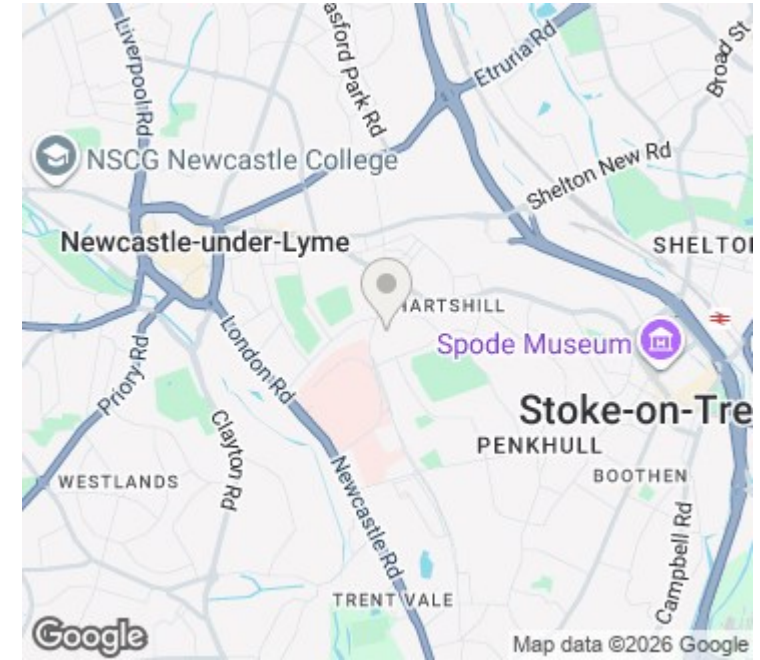 Liverpool Rd
asford Park Rd
Etruria Rd
Broad St
NSCG Newcastle College
Shelton New Rd
Newcastle-under-Lyme
SHELTO
HARTSHILL
Spode Museum
London Rd
Priory Rd
Stoke-on-Tre
Clayton Rd
PENKHULL
WESTLANDS
BOOTHEN
Newcastle Rd
Campbell Rd
TRENT VALE
Google
Map data ©2026 Google